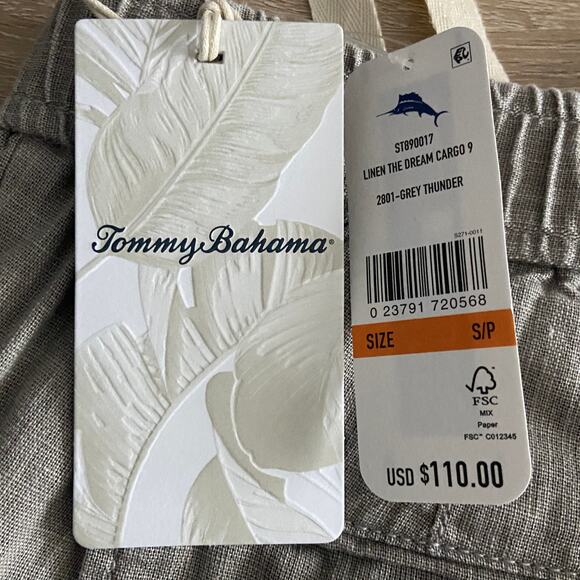 Tommy Bahama®
ST890017
LINEN THE DREAM CARGO 9
2801-GREY THUNDER
S271-0011
0 23791 720568
SIZE S/P
FSC
MIX
Paper
FSC™ C012345
USD $110.00